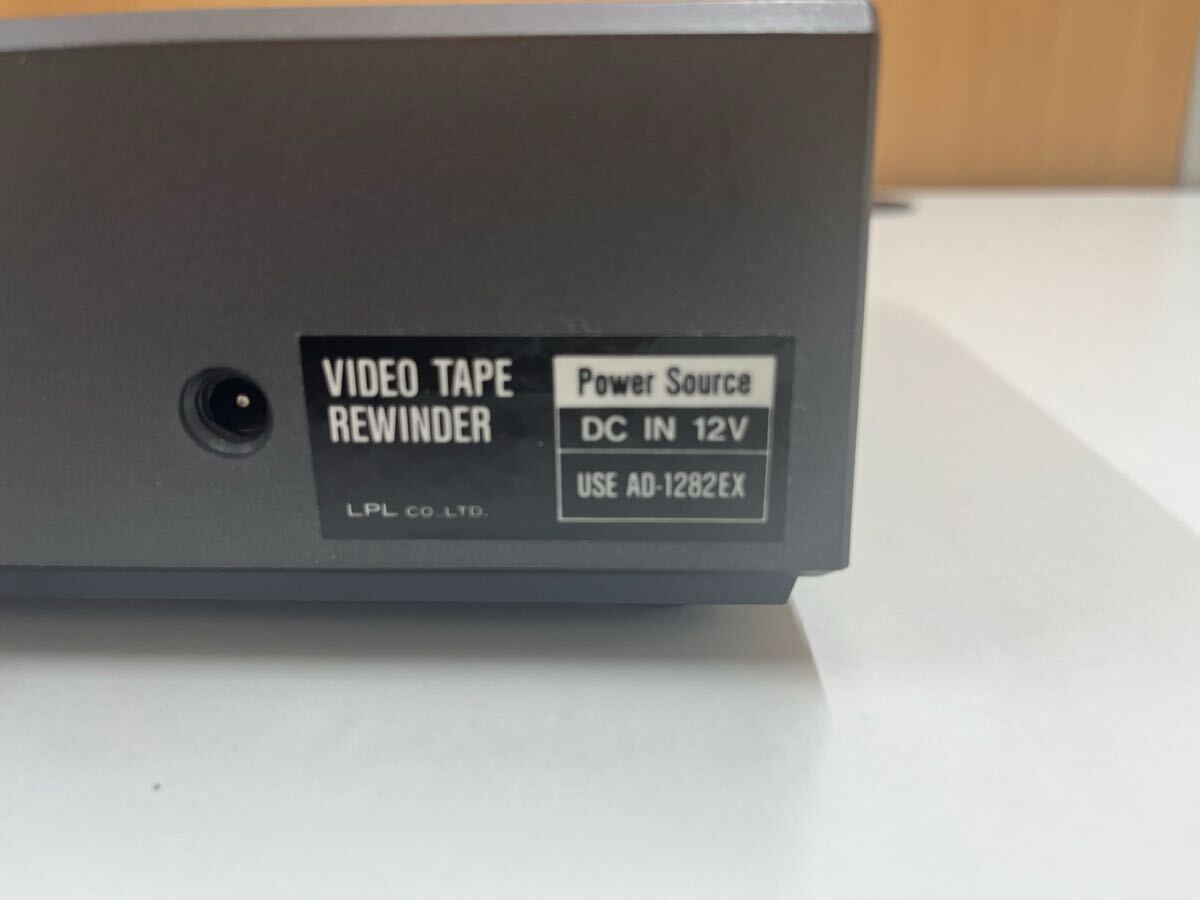 VIDEO TAPE
REWINDER
LPL CO.,LTD.
Power Source
DC IN 12V
USE AD-1282EX